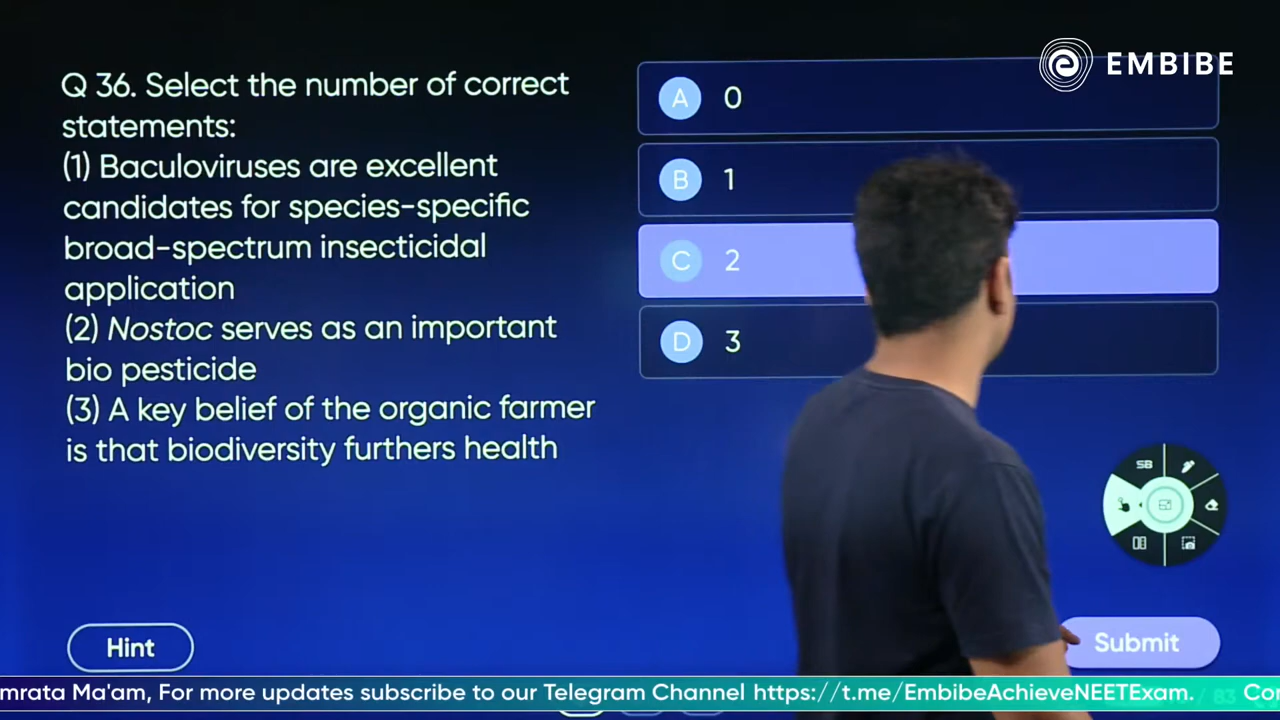 EMBIBE
Q 36. Select the number of correct
statements:
(1) Baculoviruses are excellent
candidates for species-specific
broad-spectrum insecticidal
application
(2) Nostoc serves as an important
bio pesticide
(3) A key belief of the organic farmer
is that biodiversity furthers health
A 0
B 1
C 2
D 3
SB
Hint
Submit
mrata Ma'am, For more updates subscribe to our Telegram Channel https://t.me/EmbibeAchieveNEETExam. Con